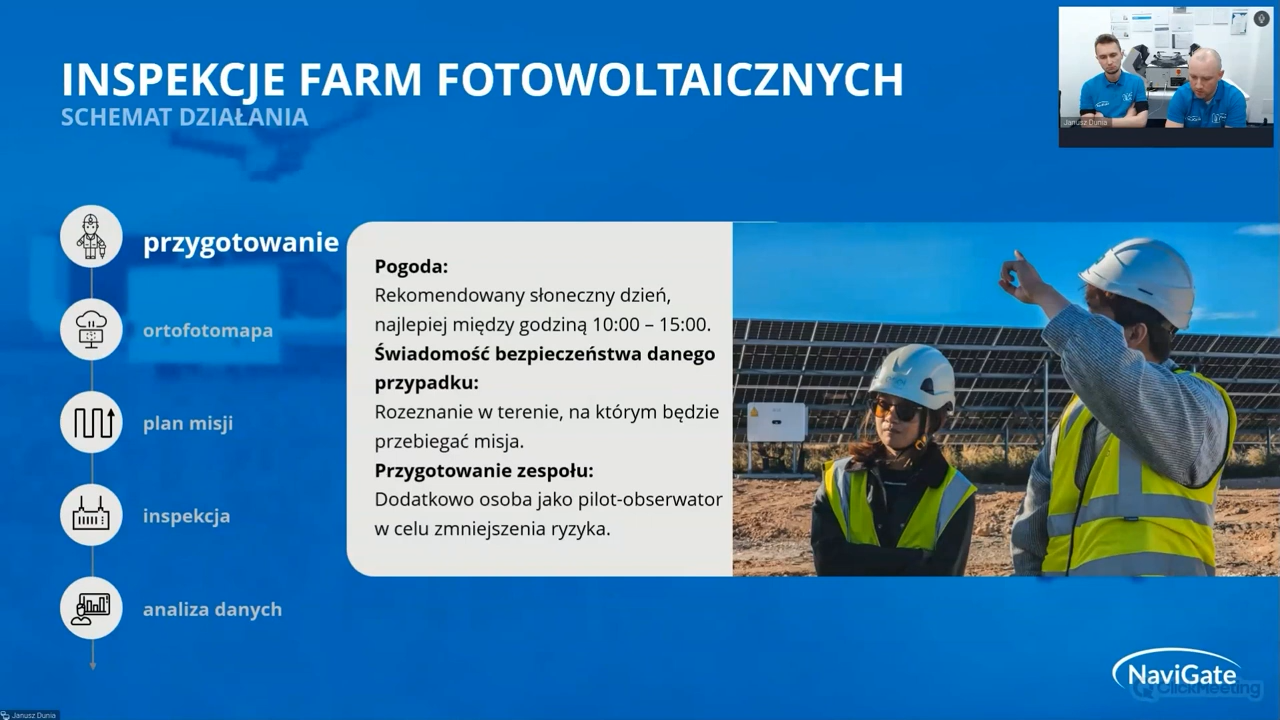 INSPEKCJE FARM FOTOWOLTAICZNYCH
SCHEMAT DZIAŁANIA
Janusz Dunia
przygotowanie
ortofotomapa
plan misji
inspekcja
analiza danych
Pogoda:
Rekomendowany słoneczny dzień,
najlepiej między godziną 10:00 – 15:00.
Świadomość bezpieczeństwa danego
przypadku:
Rozeznanie w terenie, na którym będzie
przebiegać misja.
Przygotowanie zespołu:
Dodatkowo osoba jako pilot-obserwator
w celu zmniejszenia ryzyka.
NaviGate
ClickMeeting
Janusz Dunia